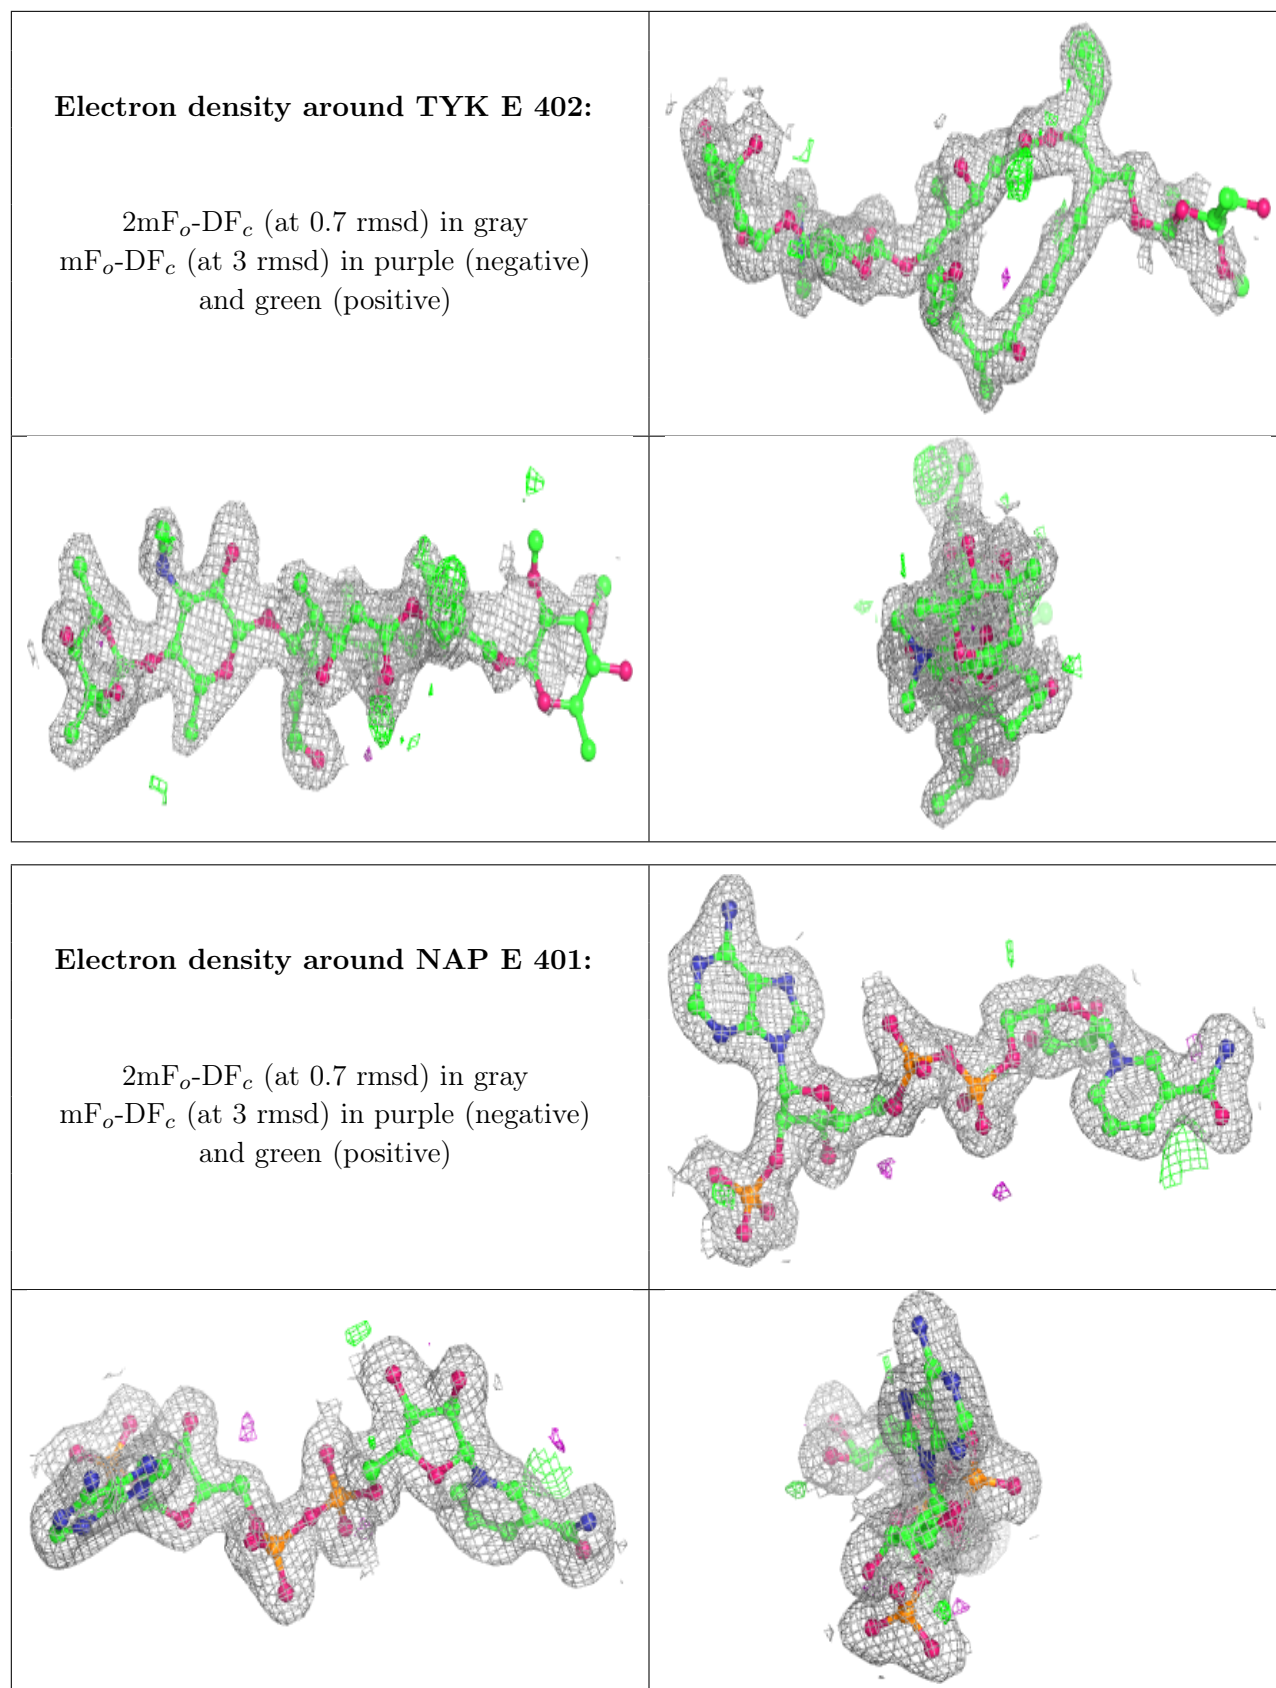 Electron density around TYK E 402:
2mFo-DFc (at 0.7 rmsd) in gray
mFo-DFc (at 3 rmsd) in purple (negative)
and green (positive)
Electron density around NAP E 401:
2mFo-DFc (at 0.7 rmsd) in gray
mFo-DFc (at 3 rmsd) in purple (negative)
and green (positive)